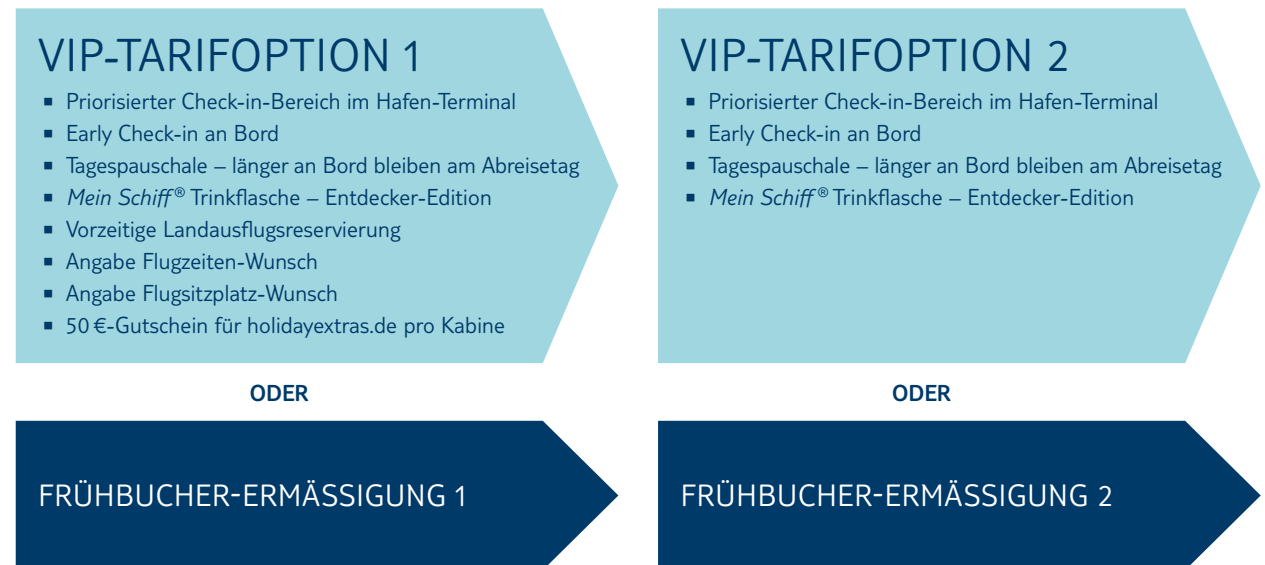 VIP-TARIFOPTION 1
▪ Priorisierter Check-in-Bereich im Hafen-Terminal
▪ Early Check-in an Bord
▪ Tagespauschale – länger an Bord bleiben am Abreisetag
▪ Mein Schiff® Trinkflasche – Entdecker-Edition
▪ Vorzeitige Landausflugsreservierung
▪ Angabe Flugzeiten-Wunsch
▪ Angabe Flugsitzplatz-Wunsch
▪ 50 €-Gutschein für holidayextras.de pro Kabine
ODER
FRÜHBUCHER-ERMÄSSIGUNG 1
VIP-TARIFOPTION 2
▪ Priorisierter Check-in-Bereich im Hafen-Terminal
▪ Early Check-in an Bord
▪ Tagespauschale – länger an Bord bleiben am Abreisetag
▪ Mein Schiff® Trinkflasche – Entdecker-Edition
ODER
FRÜHBUCHER-ERMÄSSIGUNG 2